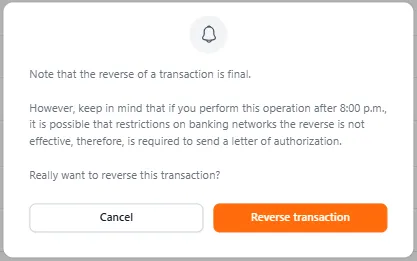 Note that the reverse of a transaction is final.
However, keep in mind that if you perform this operation after 8:00 p.m.,
it is possible that restrictions on banking networks the reverse is not
effective, therefore, is required to send a letter of authorization.
Really want to reverse this transaction?
Cancel
Reverse transaction